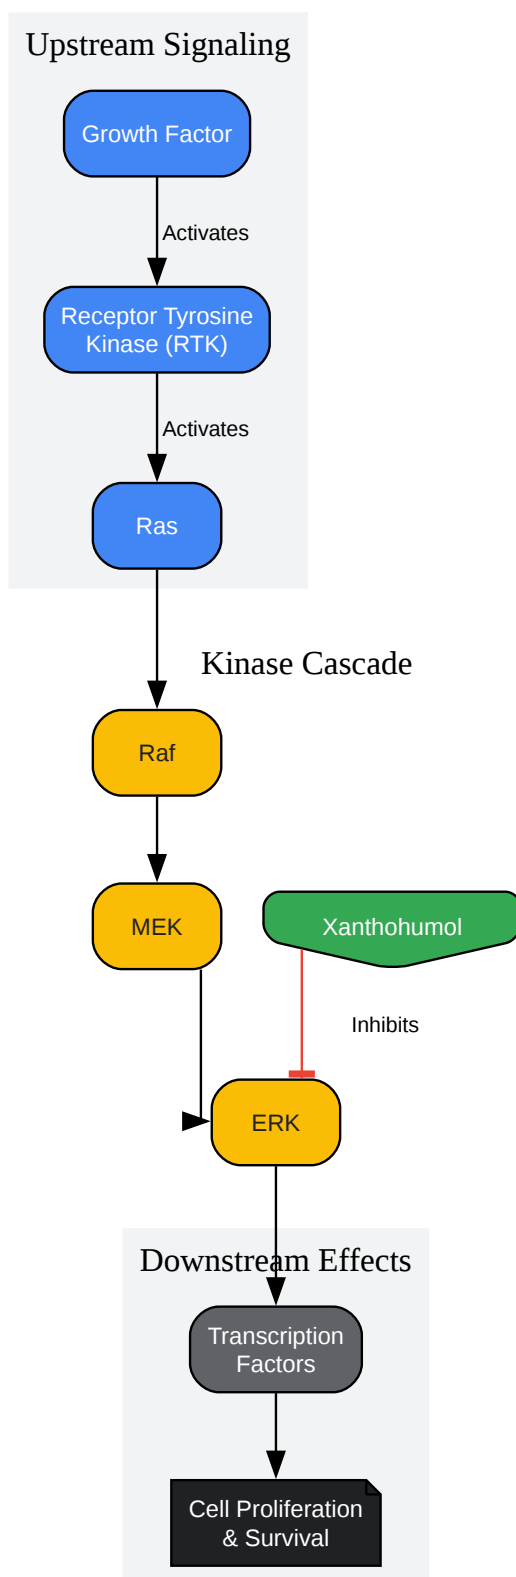 Upstream Signaling
Growth Factor
Activates
Receptor Tyrosine
Kinase (RTK)
Activates
Ras
Kinase Cascade
Raf
MEK
Xanthohumol
Inhibits
ERK
Downstream Effects
Transcription
Factors
Cell Proliferation
& Survival